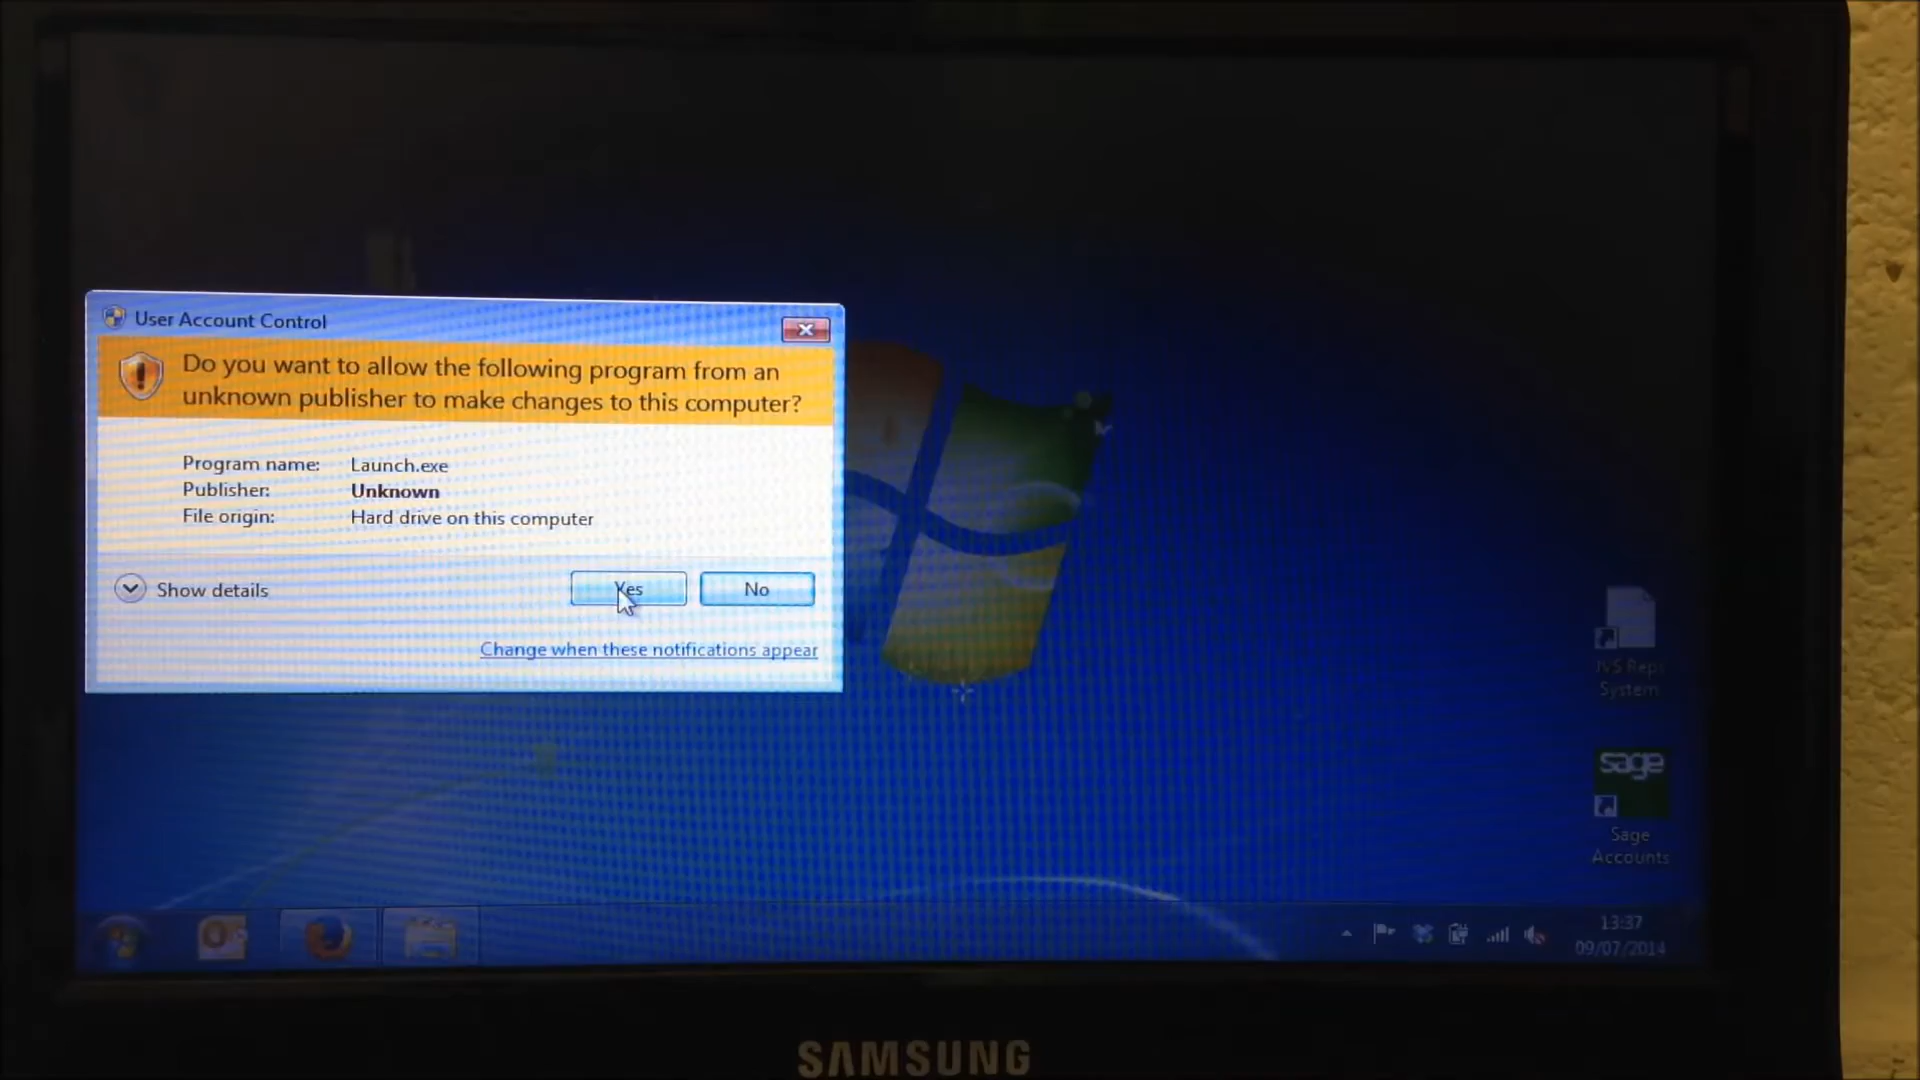 User Account Control
Do you want to allow the following program from an
unknown publisher to make changes to this computer?
Program name: Launch.exe
Publisher: Unknown
File origin: Hard drive on this computer
Show details
Yes
No
Change when these notifications appear
System
sage
Sage
Accounts
13:37
09/07/2014
SAMSUNG